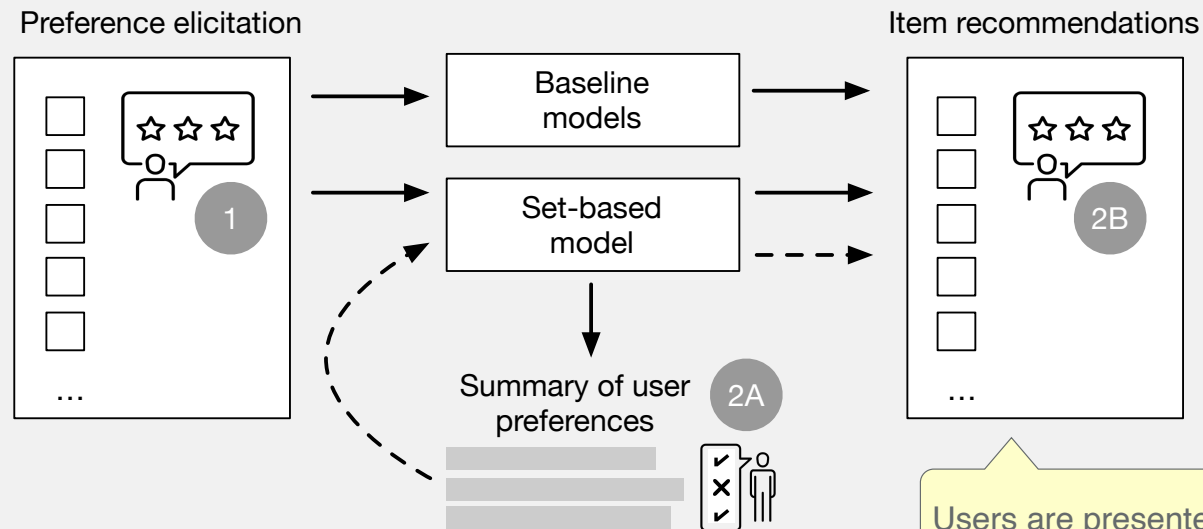 Preference elicitation
Item recommendations
Baseline
models
1
Set-based
model
2B
Summary of user
preferences
2A
...
...
Users are presente